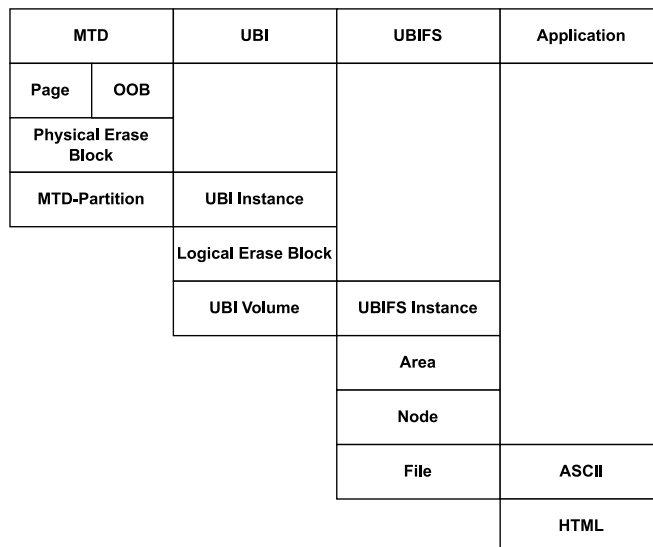 MTD UBI UBIFS Application
Page OOB
Physical Erase
Block
MTD-Partition UBI Instance
Logical Erase Block
UBI Volume UBIFS Instance
Area
Node
File ASCII
HTML